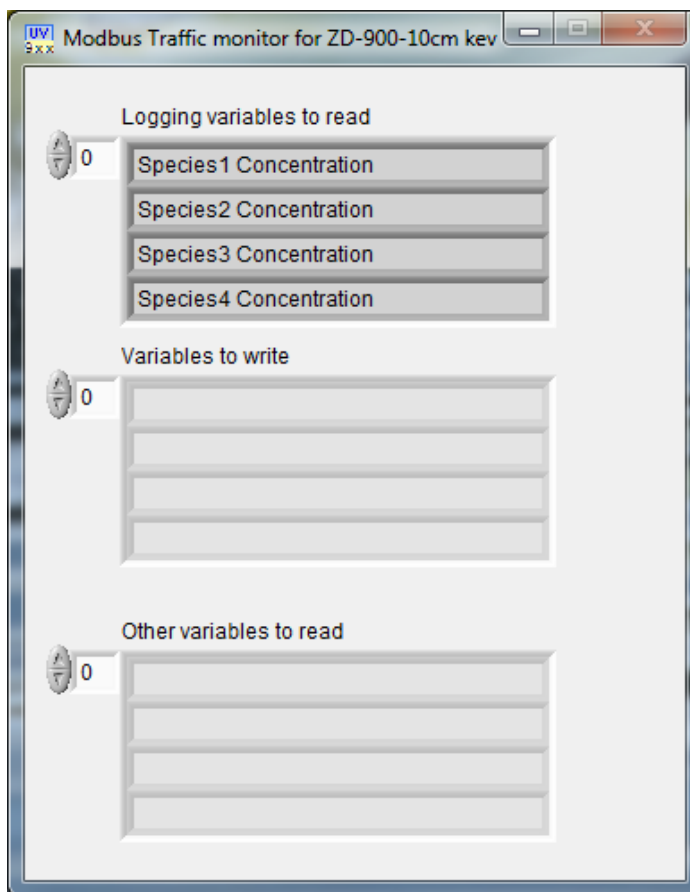 UV
9xx
Modbus Traffic monitor for ZD-900-10cm kev
Logging variables to read
0
Species1 Concentration
Species2 Concentration
Species3 Concentration
Species4 Concentration
Variables to write
0
Other variables to read
0